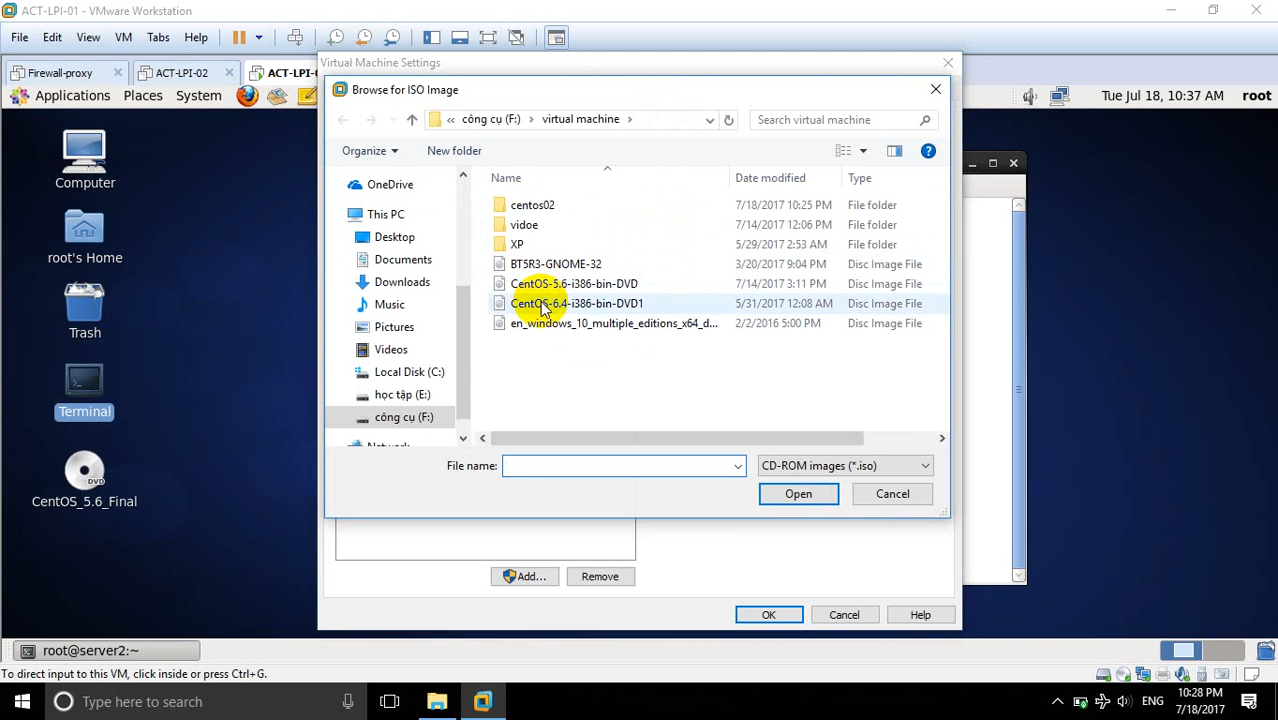 ACT-LPI-01 - VMware Workstation
File Edit View VM Tabs Help
Virtual Machine Settings
Firewall-proxy ACT-LPI-02 ACT-LPI-
Browse for ISO Image
Applications Places System
Tue Jul 18, 10:37 AM root
« công cụ (F:) virtual machine
Search virtual machine
Organize New folder
Name Date modified Type
OneDrive
This PC
Desktop
Documents
Downloads
Music
Pictures
Videos
Local Disk (C:)
học tập (E:)
công cụ (F:)
centos02 7/18/2017 10:25 PM File folder
vidoe 7/14/2017 12:06 PM File folder
XP 5/29/2017 2:53 AM File folder
BT5R3-GNOME-32 3/20/2017 9:04 PM Disc Image File
CentOS-5.6-i386-bin-DVD 7/14/2017 3:11 PM Disc Image File
CentOS-6.4-i386-bin-DVD1 5/31/2017 12:08 AM Disc Image File
en_windows_10_multiple_editions_x64_d... 2/2/2016 5:00 PM Disc Image File
File name:
CD-ROM images (*.iso)
Open Cancel
Add... Remove
OK Cancel Help
Computer
root's Home
Trash
Terminal
CentOS_5.6_Final
DVD
root@server2:~
To direct input to this VM, click inside or press Ctrl+G.
Type here to search
ENG
10:28 PM
7/18/2017